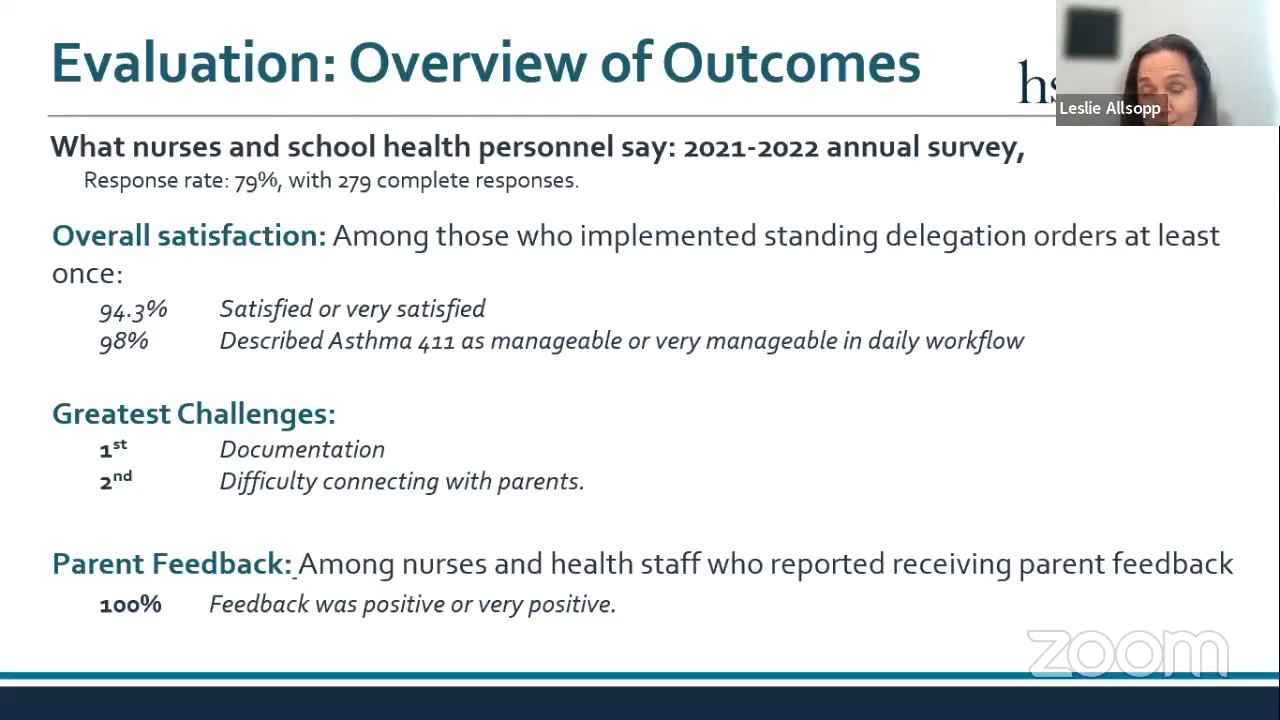 Evaluation: Overview of Outcomes
hs
Leslie Allsopp
What nurses and school health personnel say: 2021-2022 annual survey,
Response rate: 79%, with 279 complete responses.
Overall satisfaction: Among those who implemented standing delegation orders at least
once:
94.3% Satisfied or very satisfied
98% Described Asthma 411 as manageable or very manageable in daily workflow
Greatest Challenges:
1st Documentation
2nd Difficulty connecting with parents.
Parent Feedback: Among nurses and health staff who reported receiving parent feedback
100% Feedback was positive or very positive.
zoom